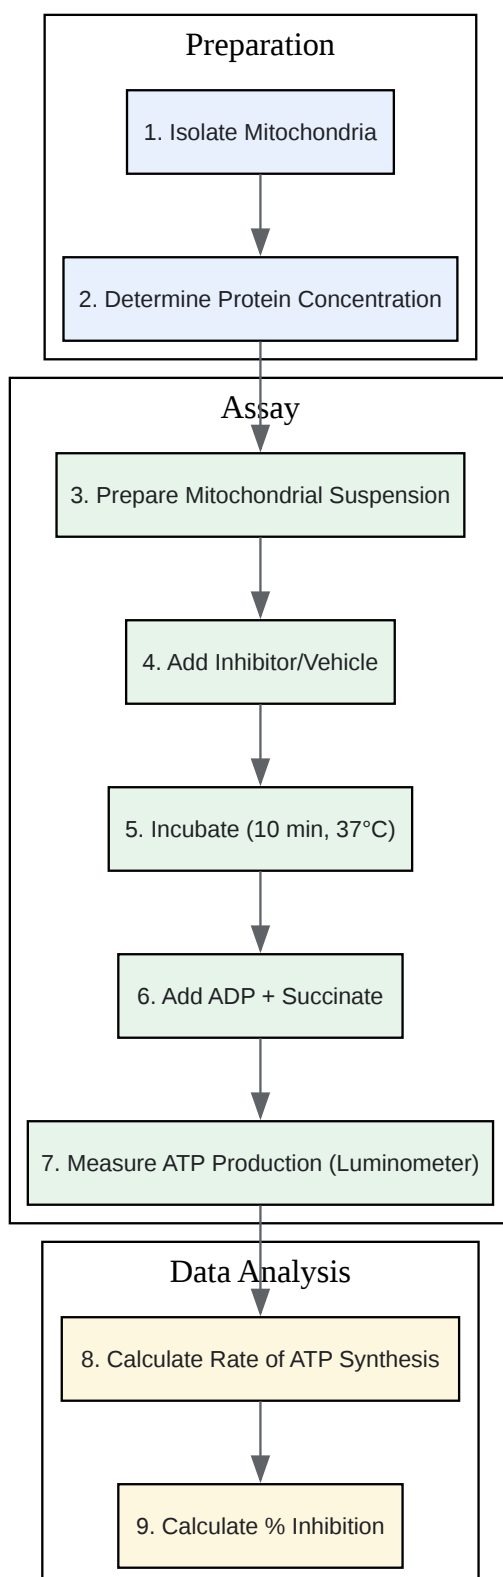 Preparation
1. Isolate Mitochondria
2. Determine Protein Concentration
Assay
3. Prepare Mitochondrial Suspension
4. Add Inhibitor/Vehicle
5. Incubate (10 min, 37°C)
6. Add ADP + Succinate
7. Measure ATP Production (Luminometer)
Data Analysis
8. Calculate Rate of ATP Synthesis
9. Calculate % Inhibition